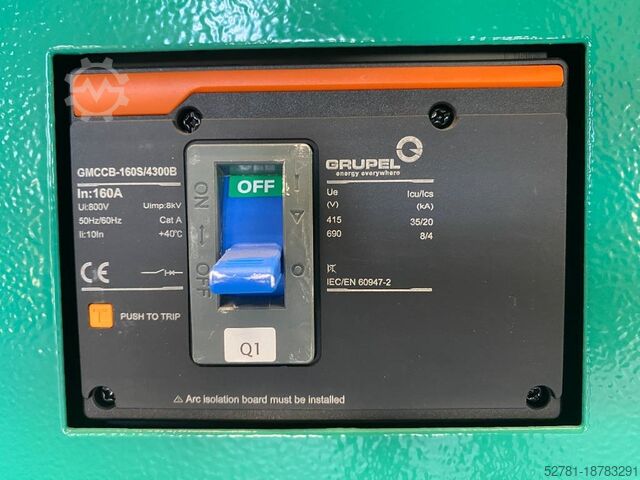 GMCCB-160S/4300B
In:160A
Ui:800V Uimp:8kV
50Hz/60Hz Cat A
Ii:10In +40℃
CE
T PUSH TO TRIP
OFF
ON ↔ OFF
I
O
Q1
GRUPEL
energy everywhere
Ue Icu/Ics
(V) (kA)
415 35/20
690 8/4
IEC/EN 60947-2
⚠ Arc isolation board must be installed
52781-18783291